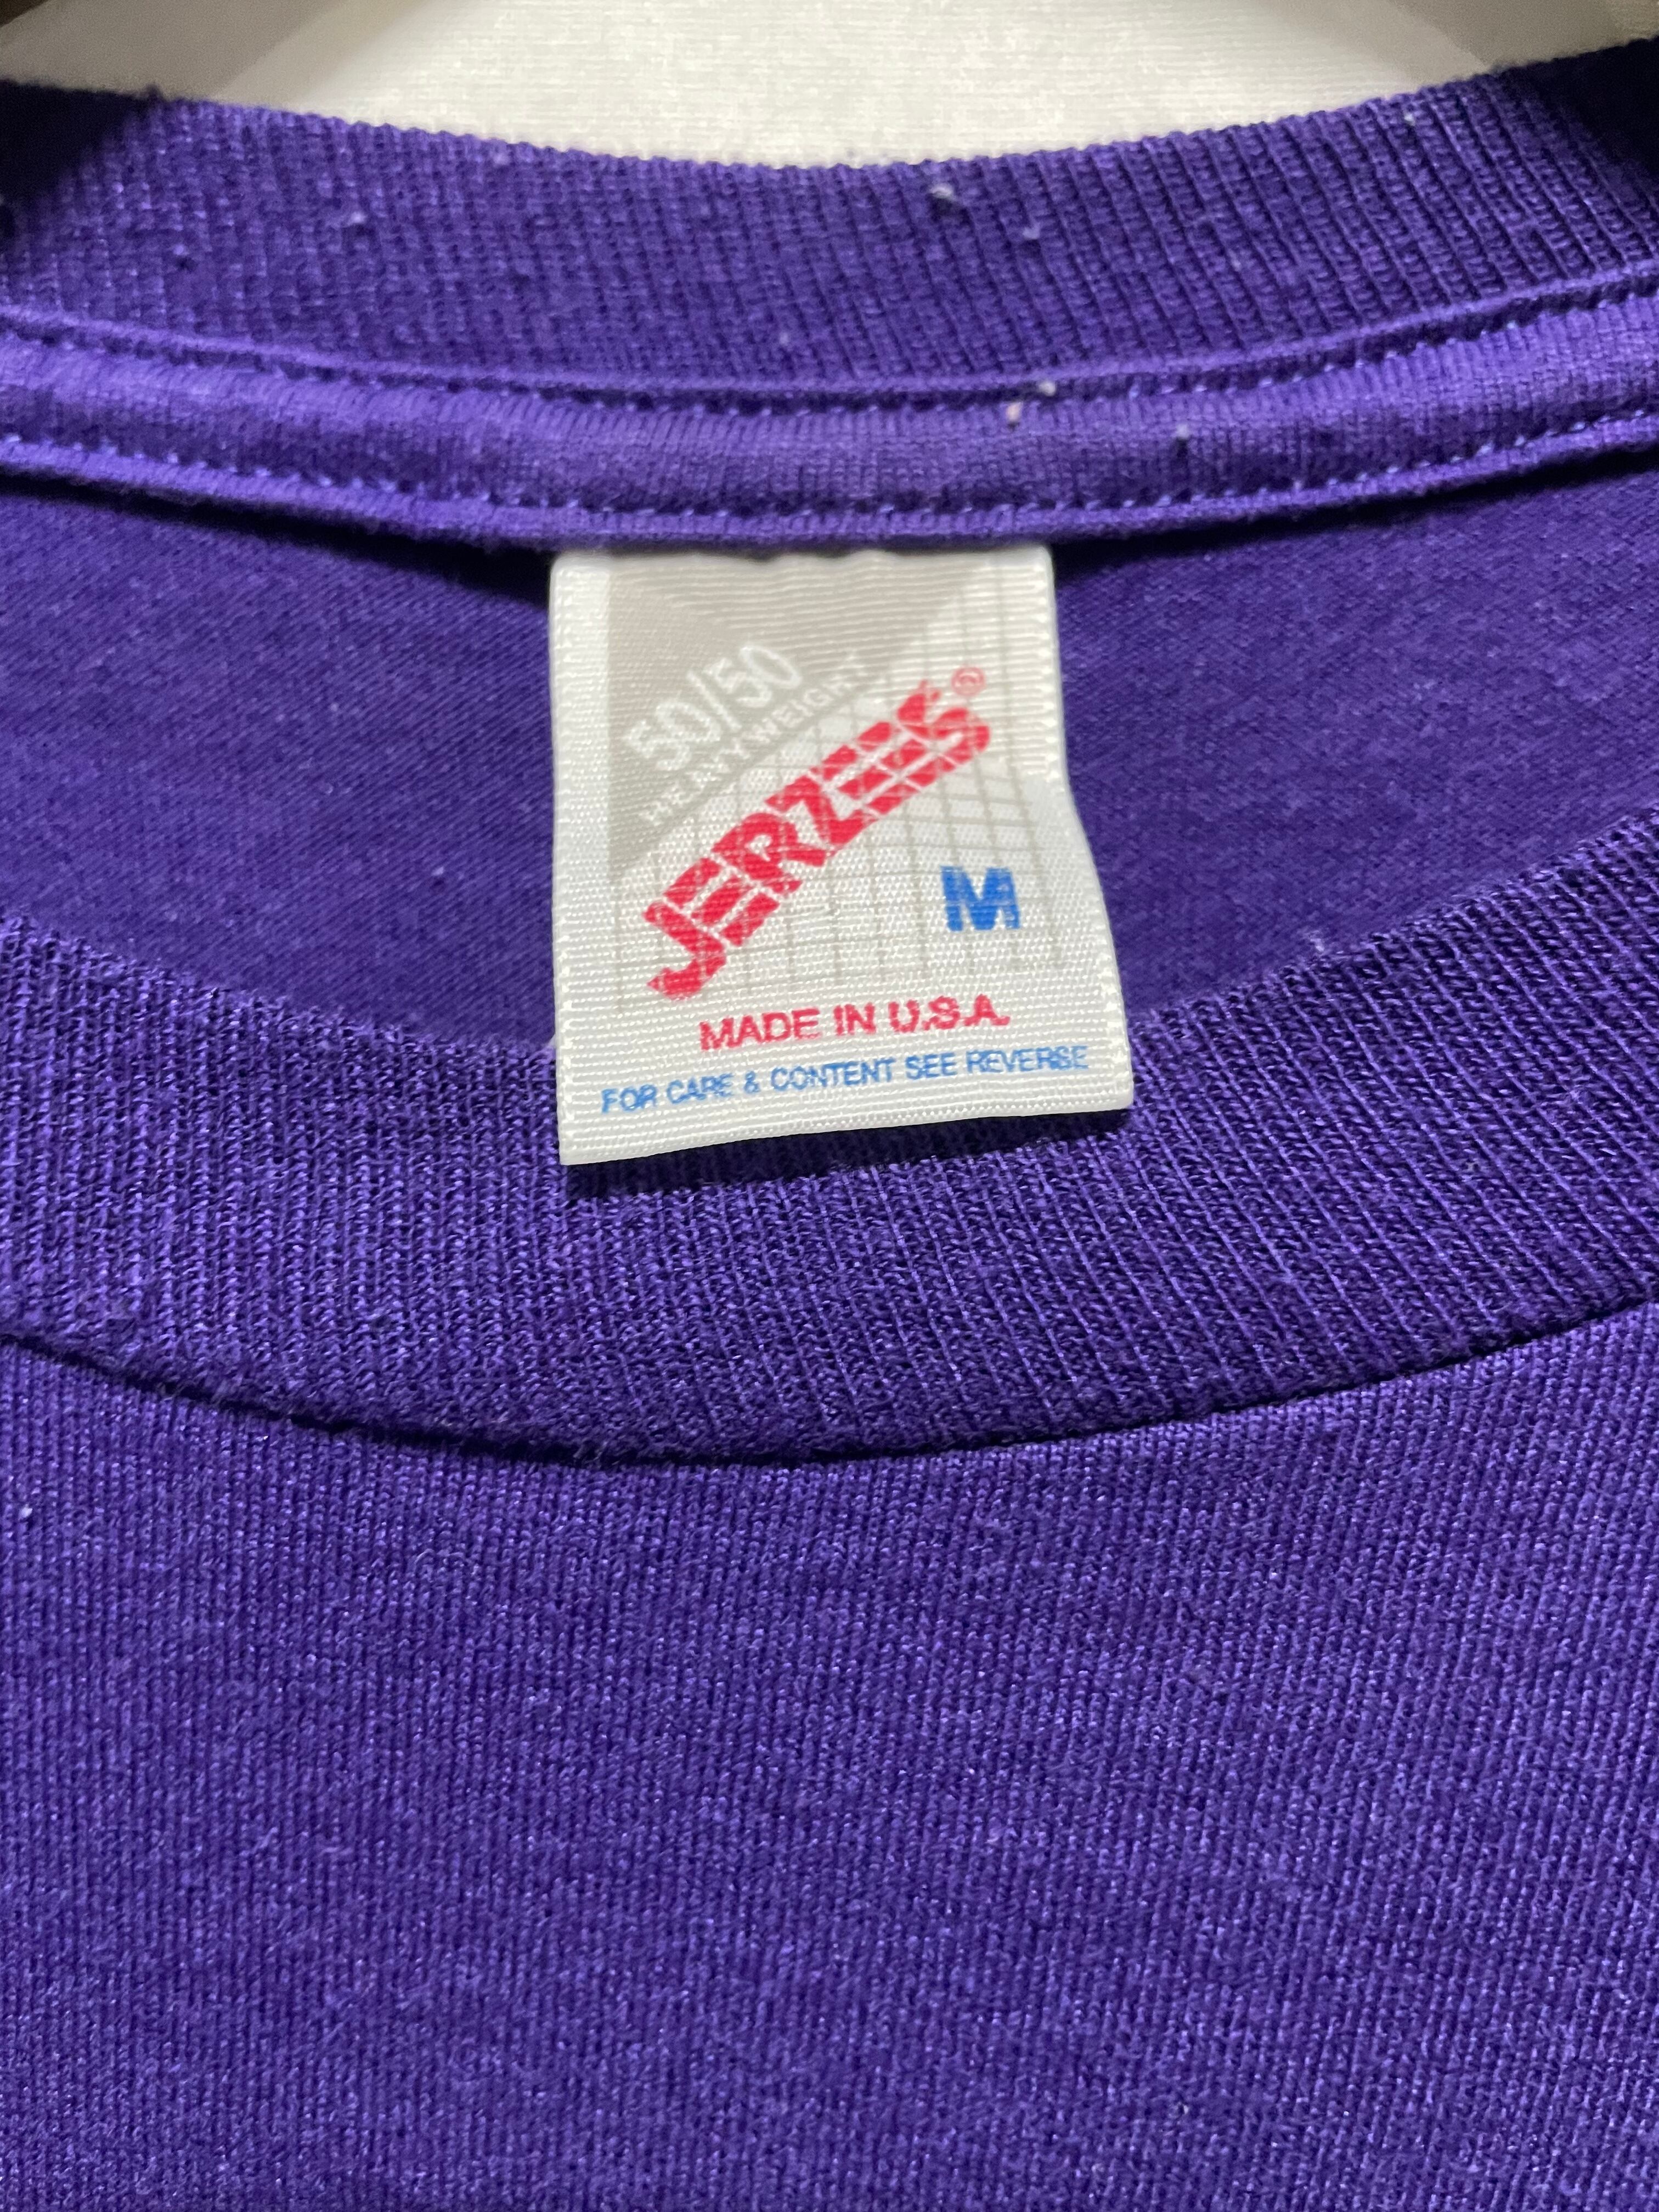 50/50
HEAVYWEIGHT
JERZEES®
M
MADE IN U.S.A.
FOR CARE & CONTENT SEE REVERSE